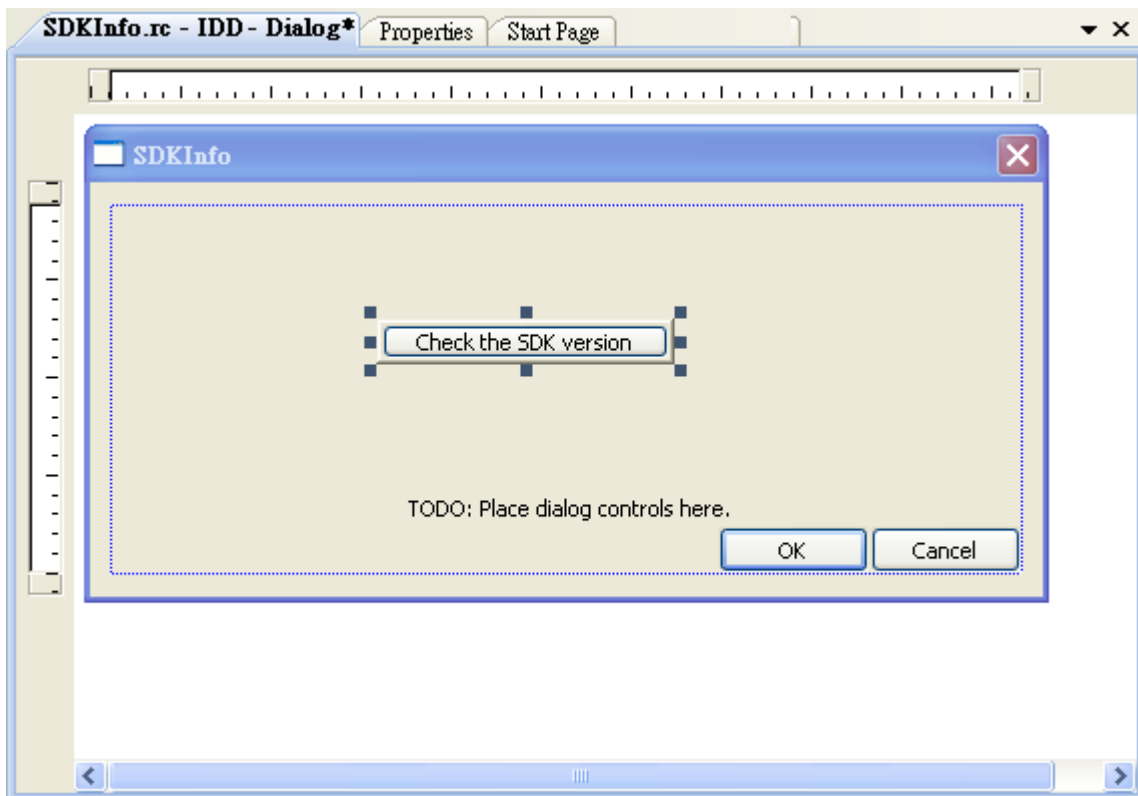 SDKInfo.rc - IDD - Dialog* Properties Start Page
SDKInfo
Check the SDK version
TODO: Place dialog controls here.
OK Cancel